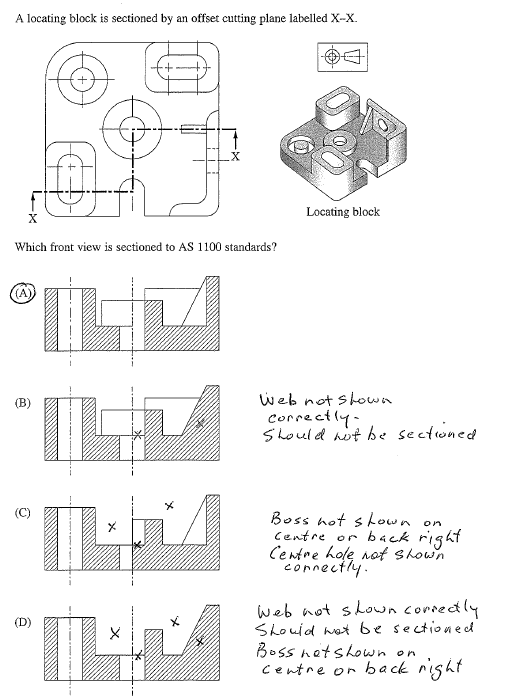 A locating block is sectioned by an offset cutting plane labelled X–X.
X
X
Locating block
Which front view is sectioned to AS 1100 standards?
(A)
(B)
Web not shown
correctly-
Should not be sectioned
(C)
Boss not shown on
centre or back right
Centre hole not shown
connectly.
(D)
Web not shown correctly
Should not be sectioned
Boss not shown on
centre or back right